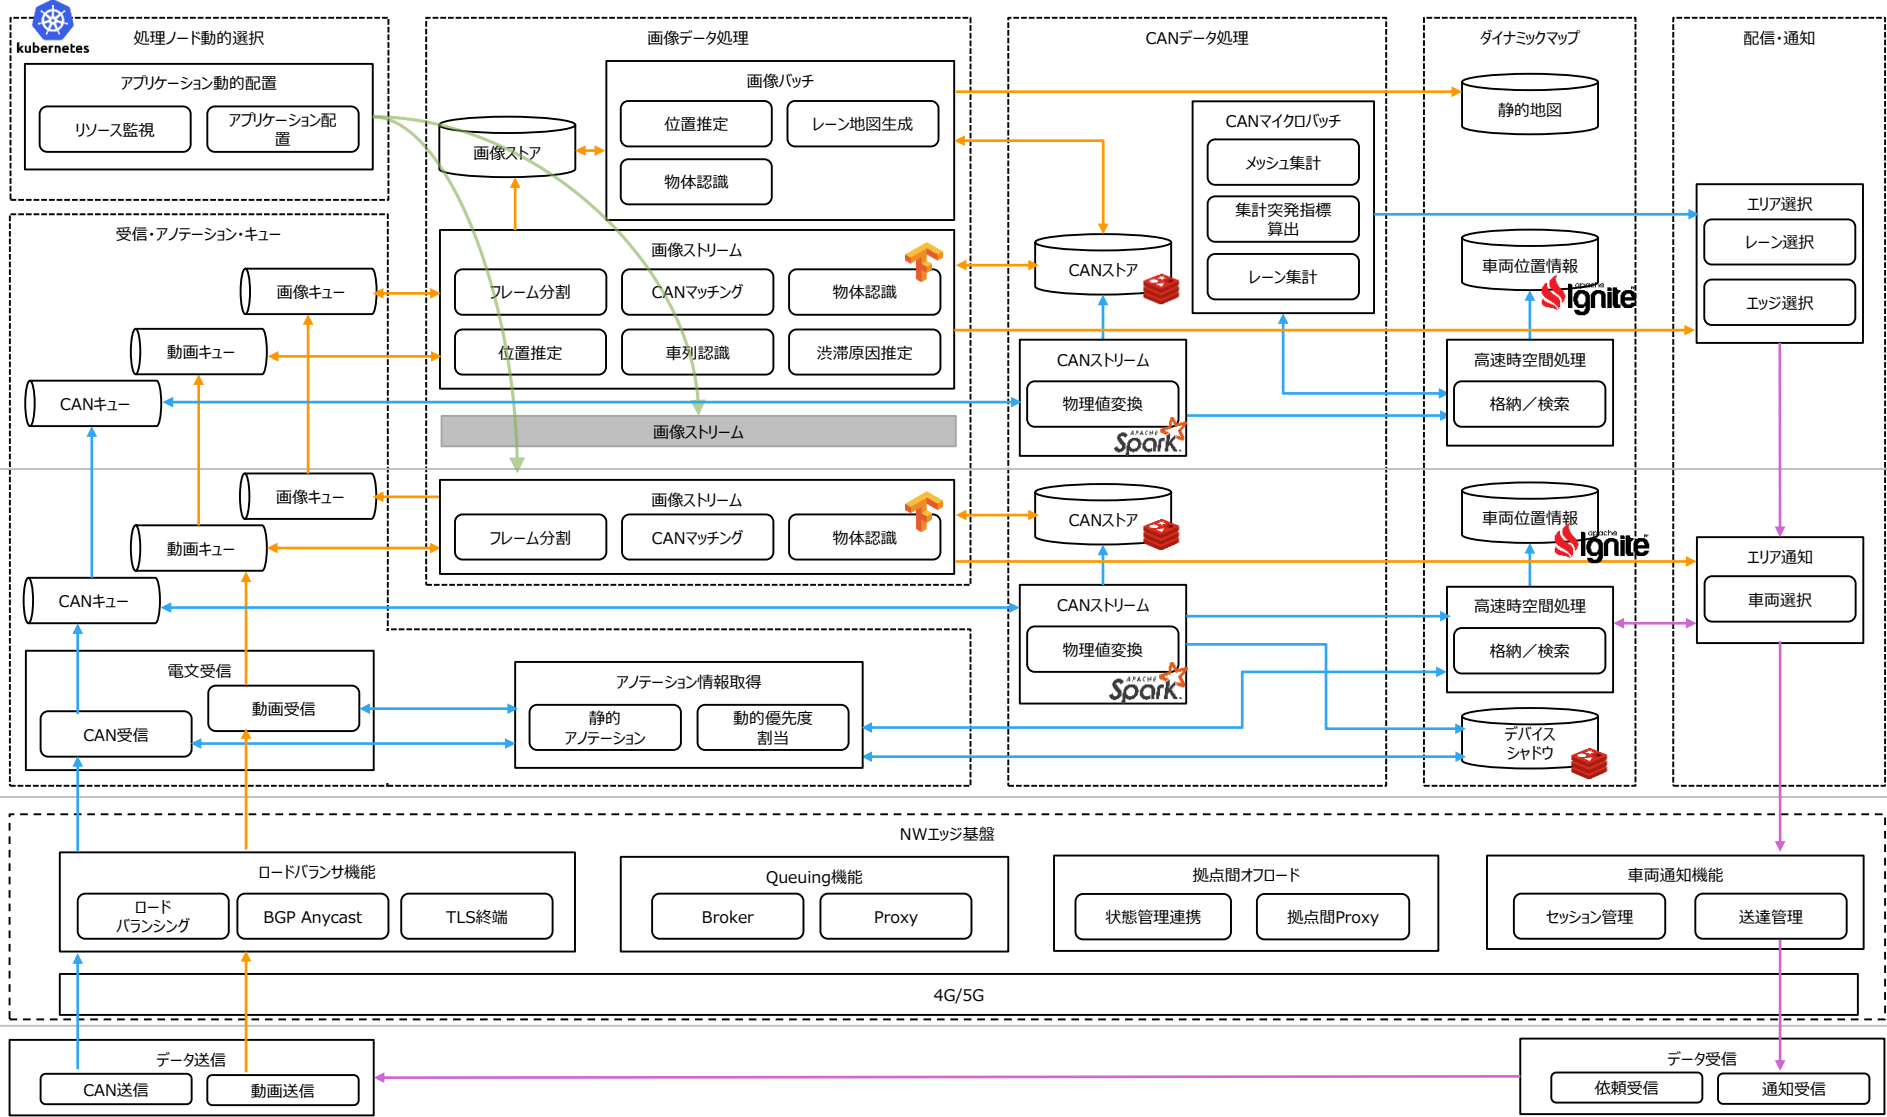 kubernetes
処理ノード動的選択
アプリケーション動的配置
リソース監視
アプリケーション配
置
画像データ処理
画像ストア
画像バッチ
位置推定
レーン地図生成
物体認識
CANデータ処理
CANマイクロバッチ
メッシュ集計
集計突発指標
算出
レーン集計
ダイナミックマップ
静的地図
配信・通知
エリア選択
レーン選択
エッジ選択
受信・アノテーション・キュー
画像キュー
動画キュー
CANキュー
画像ストリーム
フレーム分割
CANマッチング
物体認識
位置推定
車列認識
渋滞原因推定
画像ストリーム
CANストア
CANストリーム
物理値変換
APACHE
Spark
車両位置情報
apache
Ignite
高速時空間処理
格納／検索
画像キュー
動画キュー
CANキュー
画像ストリーム
フレーム分割
CANマッチング
物体認識
CANストア
CANストリーム
物理値変換
APACHE
Spark
車両位置情報
apache
Ignite
高速時空間処理
格納／検索
エリア通知
車両選択
電文受信
動画受信
CAN受信
アノテーション情報取得
静的
アノテーション
動的優先度
割当
デバイス
シャドウ
NWエッジ基盤
ロードバランサ機能
ロード
バランシング
BGP Anycast
TLS終端
Queuing機能
Broker
Proxy
拠点間オフロード
状態管理連携
拠点間Proxy
車両通知機能
セッション管理
送達管理
4G/5G
データ送信
CAN送信
動画送信
データ受信
依頼受信
通知受信